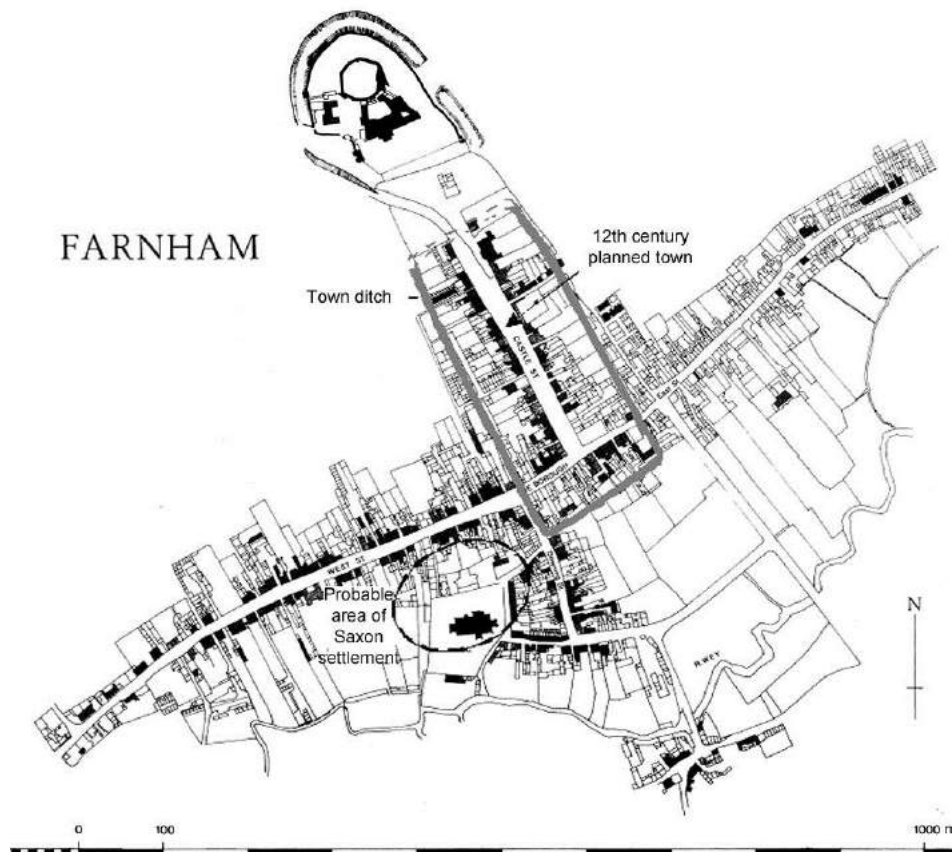 FARNHAM
12th century
planned town
Town ditch
CASTLE ST
East St
BOROUGH
WEST ST
Probable
area of
Saxon
settlement
N
R. WEY
0 100 1000 m